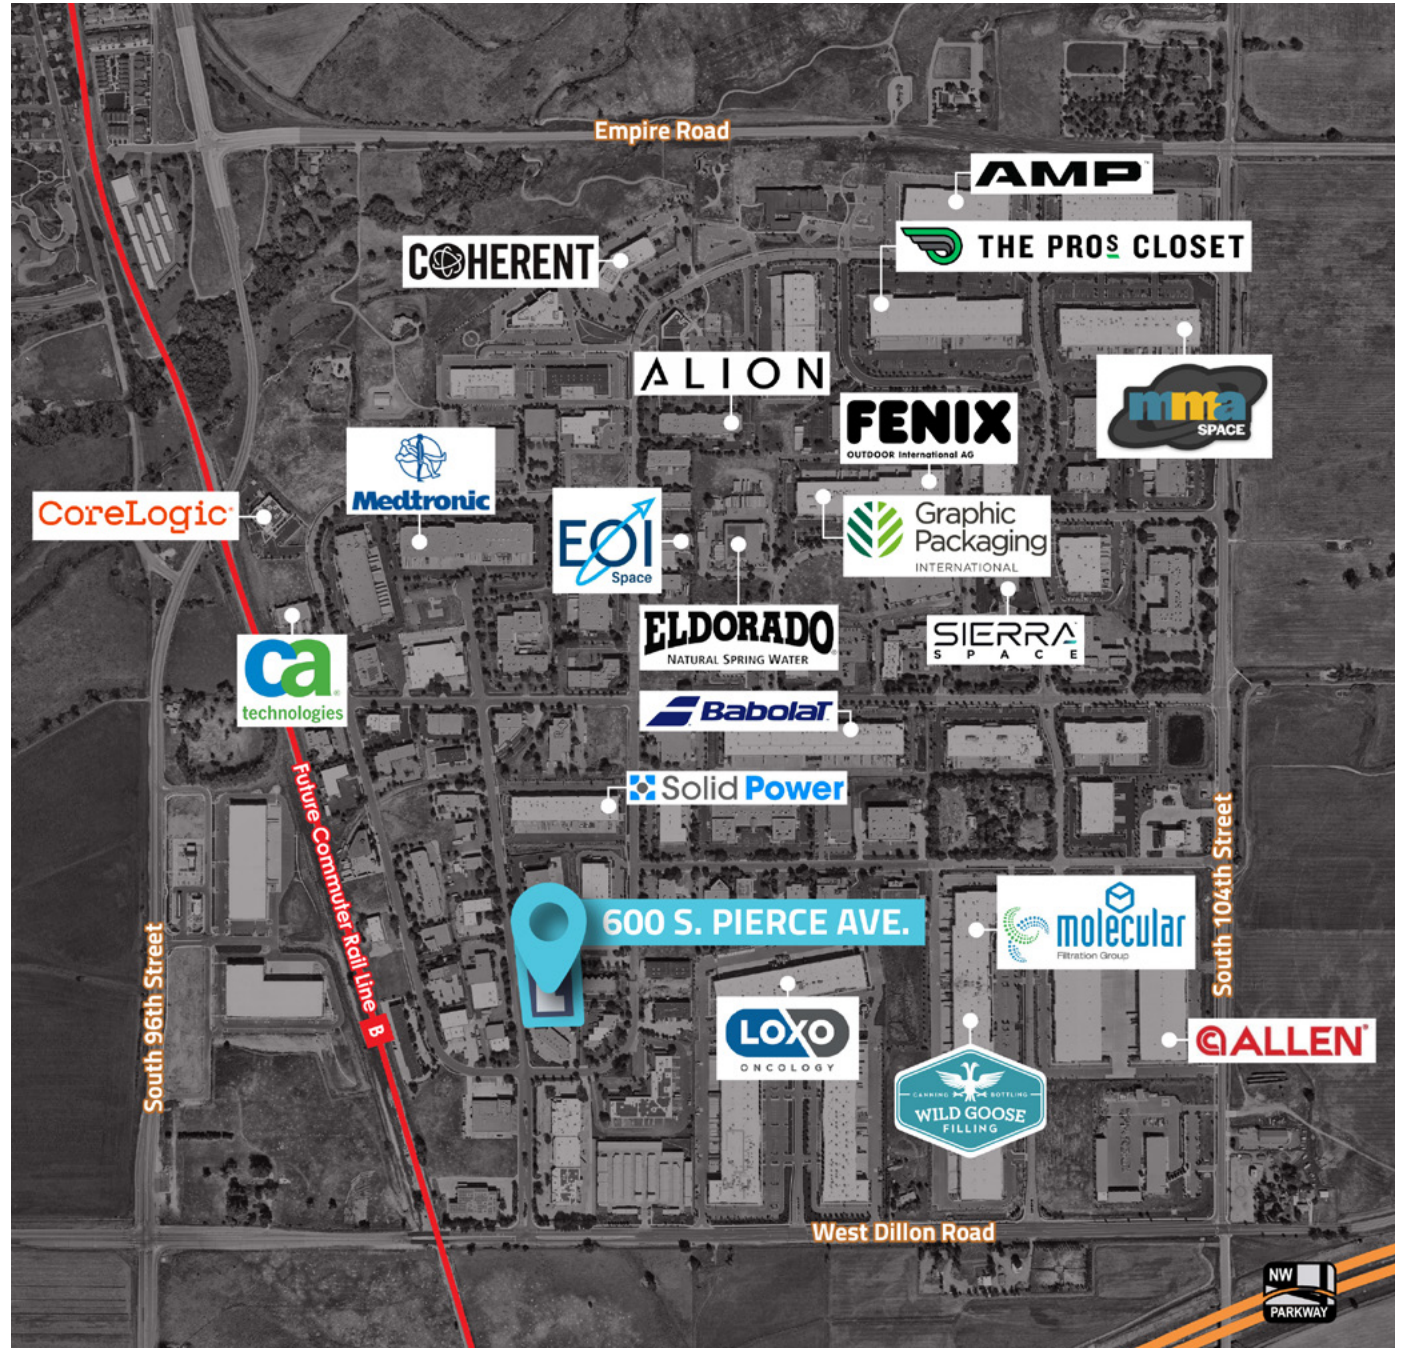 Empire Road
AMP™
THE PROS CLOSET
COHERENT
ALION
FENIX
OUTDOOR International AG
mma
SPACE
Medtronic
CoreLogic
EOI
Space
Graphic
Packaging
INTERNATIONAL
ELDORADO
NATURAL SPRING WATER
SIERRA
SPACE
ca
technologies
Babolat
Solid Power
Future Commuter Rail Line
B
600 S. PIERCE AVE.
molecular
Filtration Group
South 96th Street
South 104th Street
LOXO
ONCOLOGY
ALLEN
CANNING BOTTLING
WILD GOOSE
FILLING
West Dillon Road
NW
PARKWAY